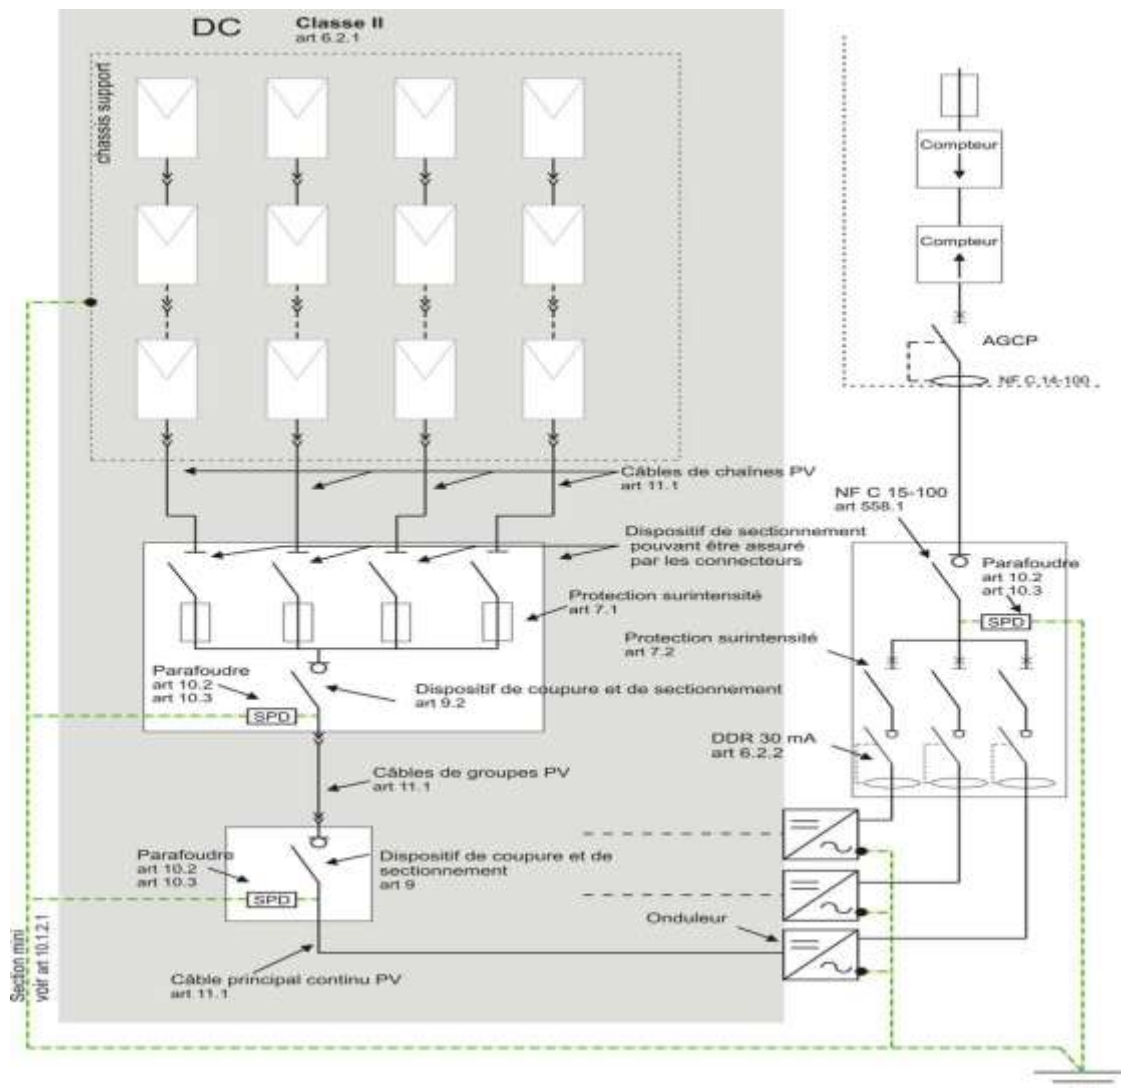 DC
Classe II
art 6.2.1
chassis support
Compteur
Compteur
AGCP
NF C 14-100
Câbles de chaînes PV
art 11.1
NF C 15-100
art 558.1
Dispositif de sectionnement
pouvant être assuré
par les connecteurs
Parafoudre
art 10.2
art 10.3
SPD
Protection surintensité
art 7.1
Protection surintensité
art 7.2
Parafoudre
art 10.2
art 10.3
SPD
Dispositif de coupure et de sectionnement
art 9.2
DDR 30 mA
art 6.2.2
Câbles de groupes PV
art 11.1
Parafoudre
art 10.2
art 10.3
SPD
Dispositif de coupure et de
sectionnement
art 9
Onduleur
Section mini
voir art 10.1.2.1
Câble principal continu PV
art 11.1